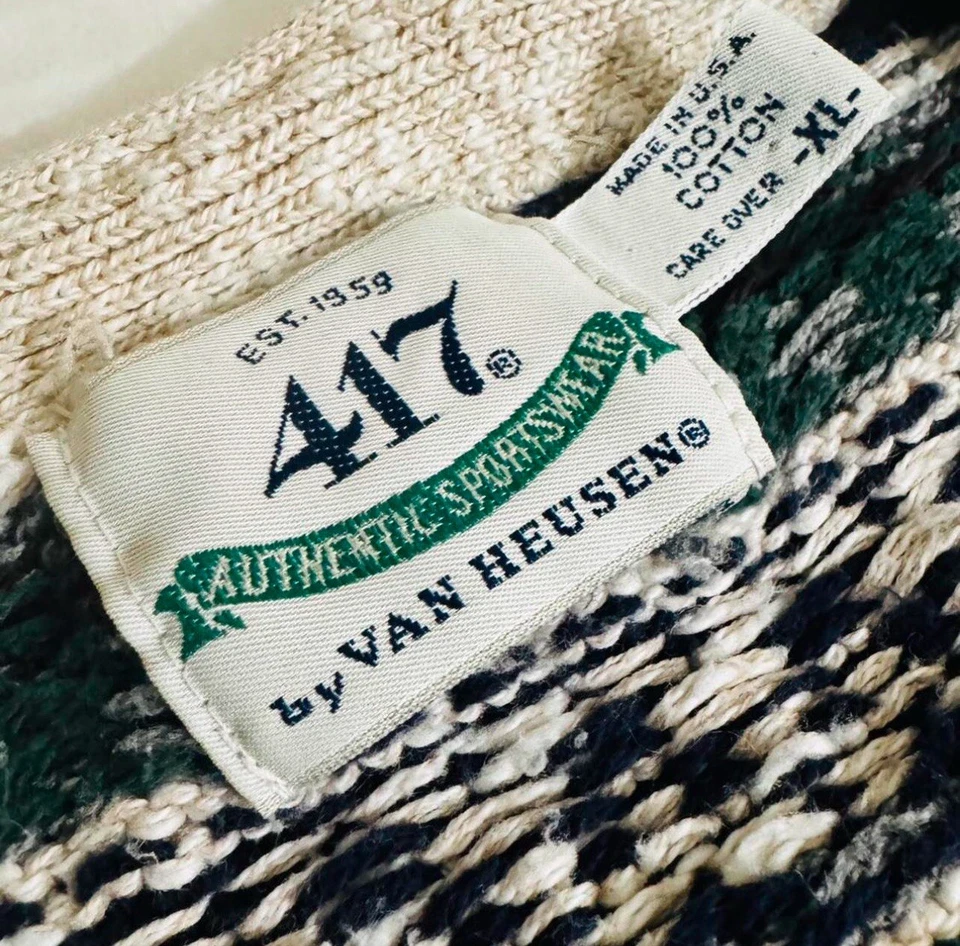 EST. 1959
417®
AUTHENTIC SPORTSWEAR
by VAN HEUSEN®
MADE IN U.S.A.
100%
COTTON
CARE OVER -XL-